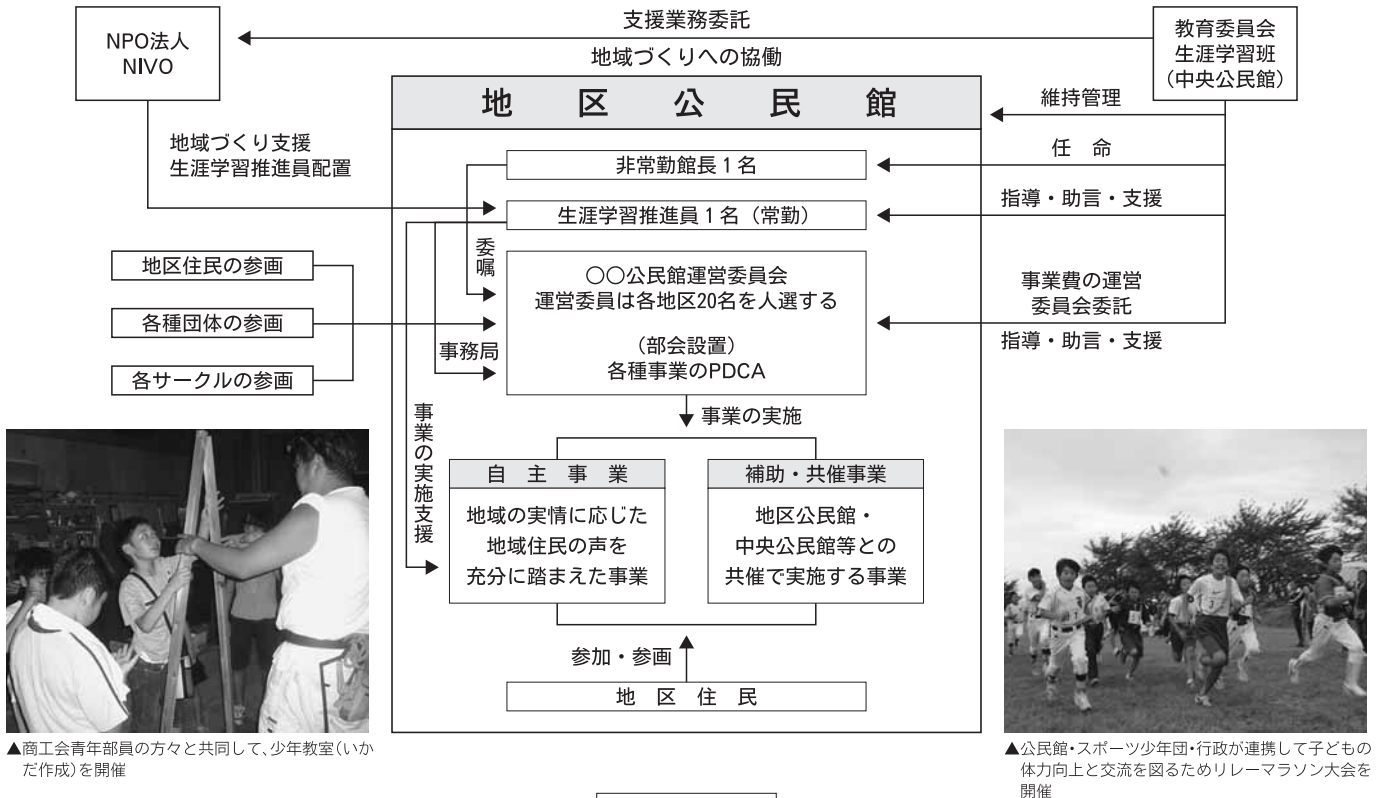 支援業務委託
NPO法人
NIVO
教育委員会
生涯学習班
(中央公民館)
地域づくりへの協働
地区公民館
維持管理
地域づくり支援
生涯学習推進員配置
任 命
非常勤館長1名
指導・助言・支援
生涯学習推進員1名(常勤)
委嘱
地区住民の参画
各種団体の参画
各サークルの参画
○○公民館運営委員会
運営委員は各地区20名を人選する
(部会設置)
各種事業のPDCA
事務局
事業費の運営
委員会委託
指導・助言・支援
事業の実施
事業の実施支援
自 主 事 業
地域の実情に応じた
地域住民の声を
充分に踏まえた事業
補助・共催事業
地区公民館・
中央公民館等との
共催で実施する事業
参加・参画
地 区 住 民
▲商工会青年部員の方々と共同して、少年教室(いか
だ作成)を開催
▲公民館・スポーツ少年団・行政が連携して子どもの
体力向上と交流を図るためリレーマラソン大会を
開催